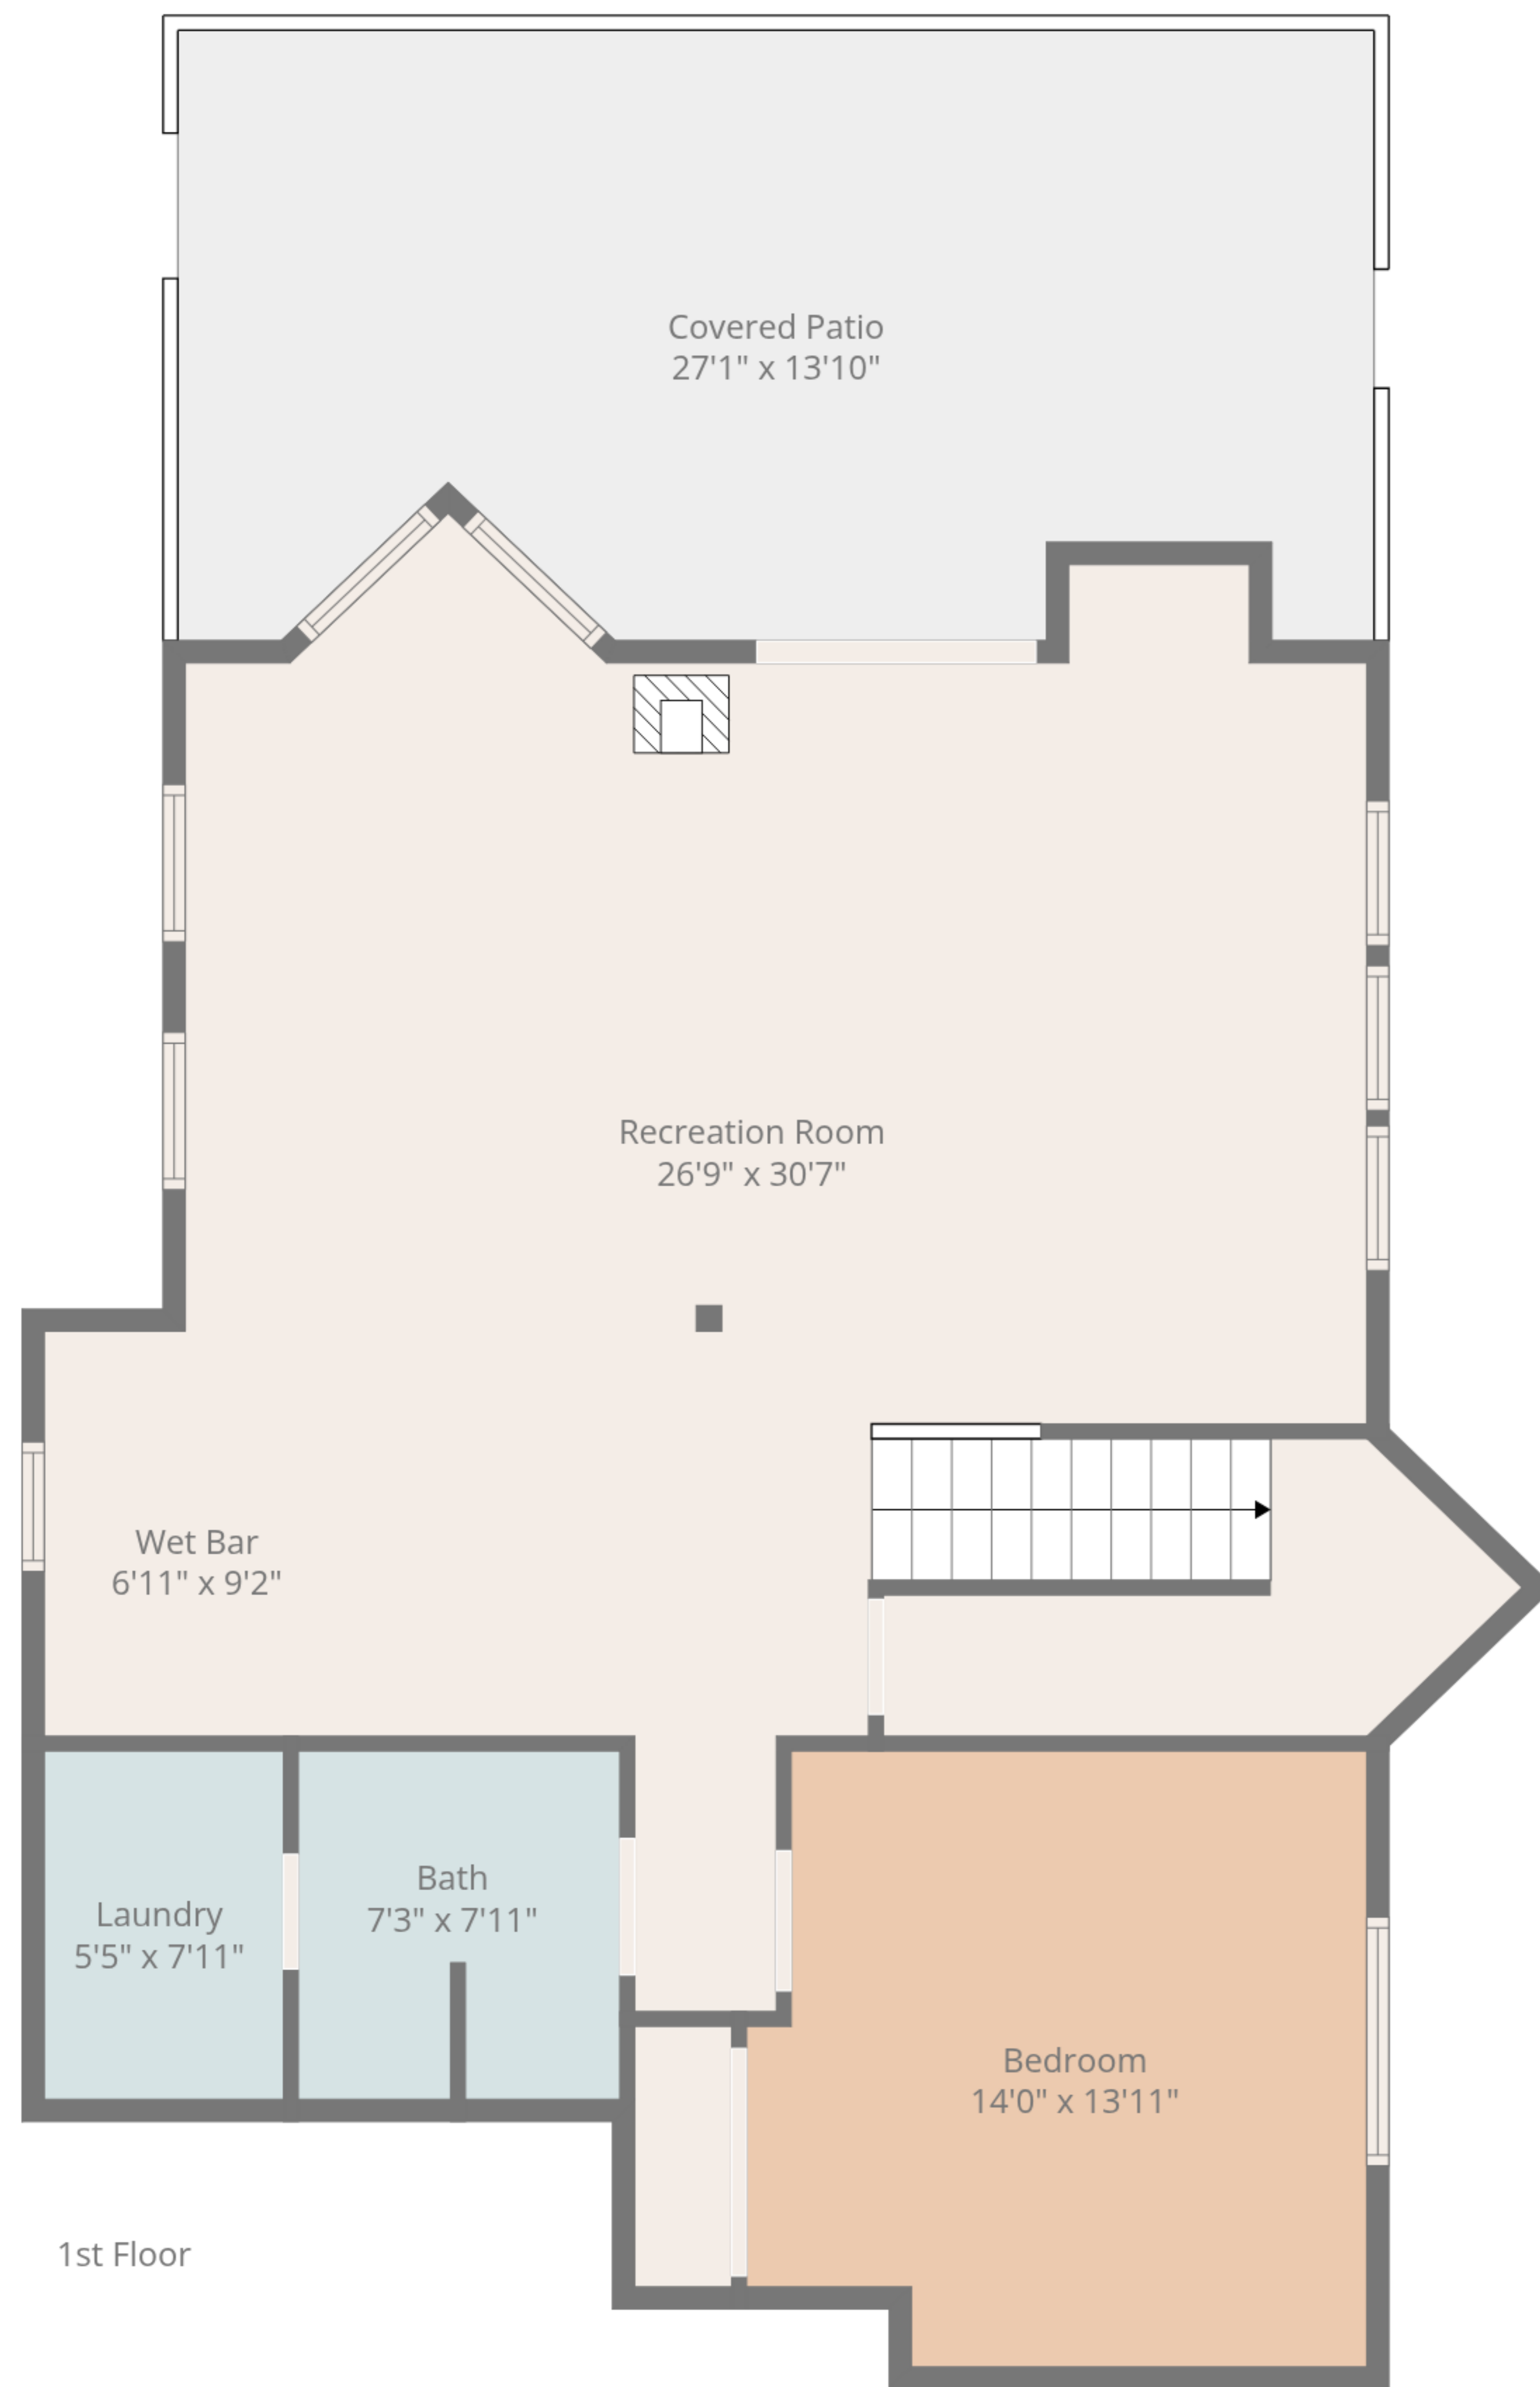 Covered Patio
27'1" x 13'10"
Recreation Room
26'9" x 30'7"
Wet Bar
6'11" x 9'2"
Bath
7'3" x 7'11"
Laundry
5'5" x 7'11"
Bedroom
14'0" x 13'11"
1st Floor